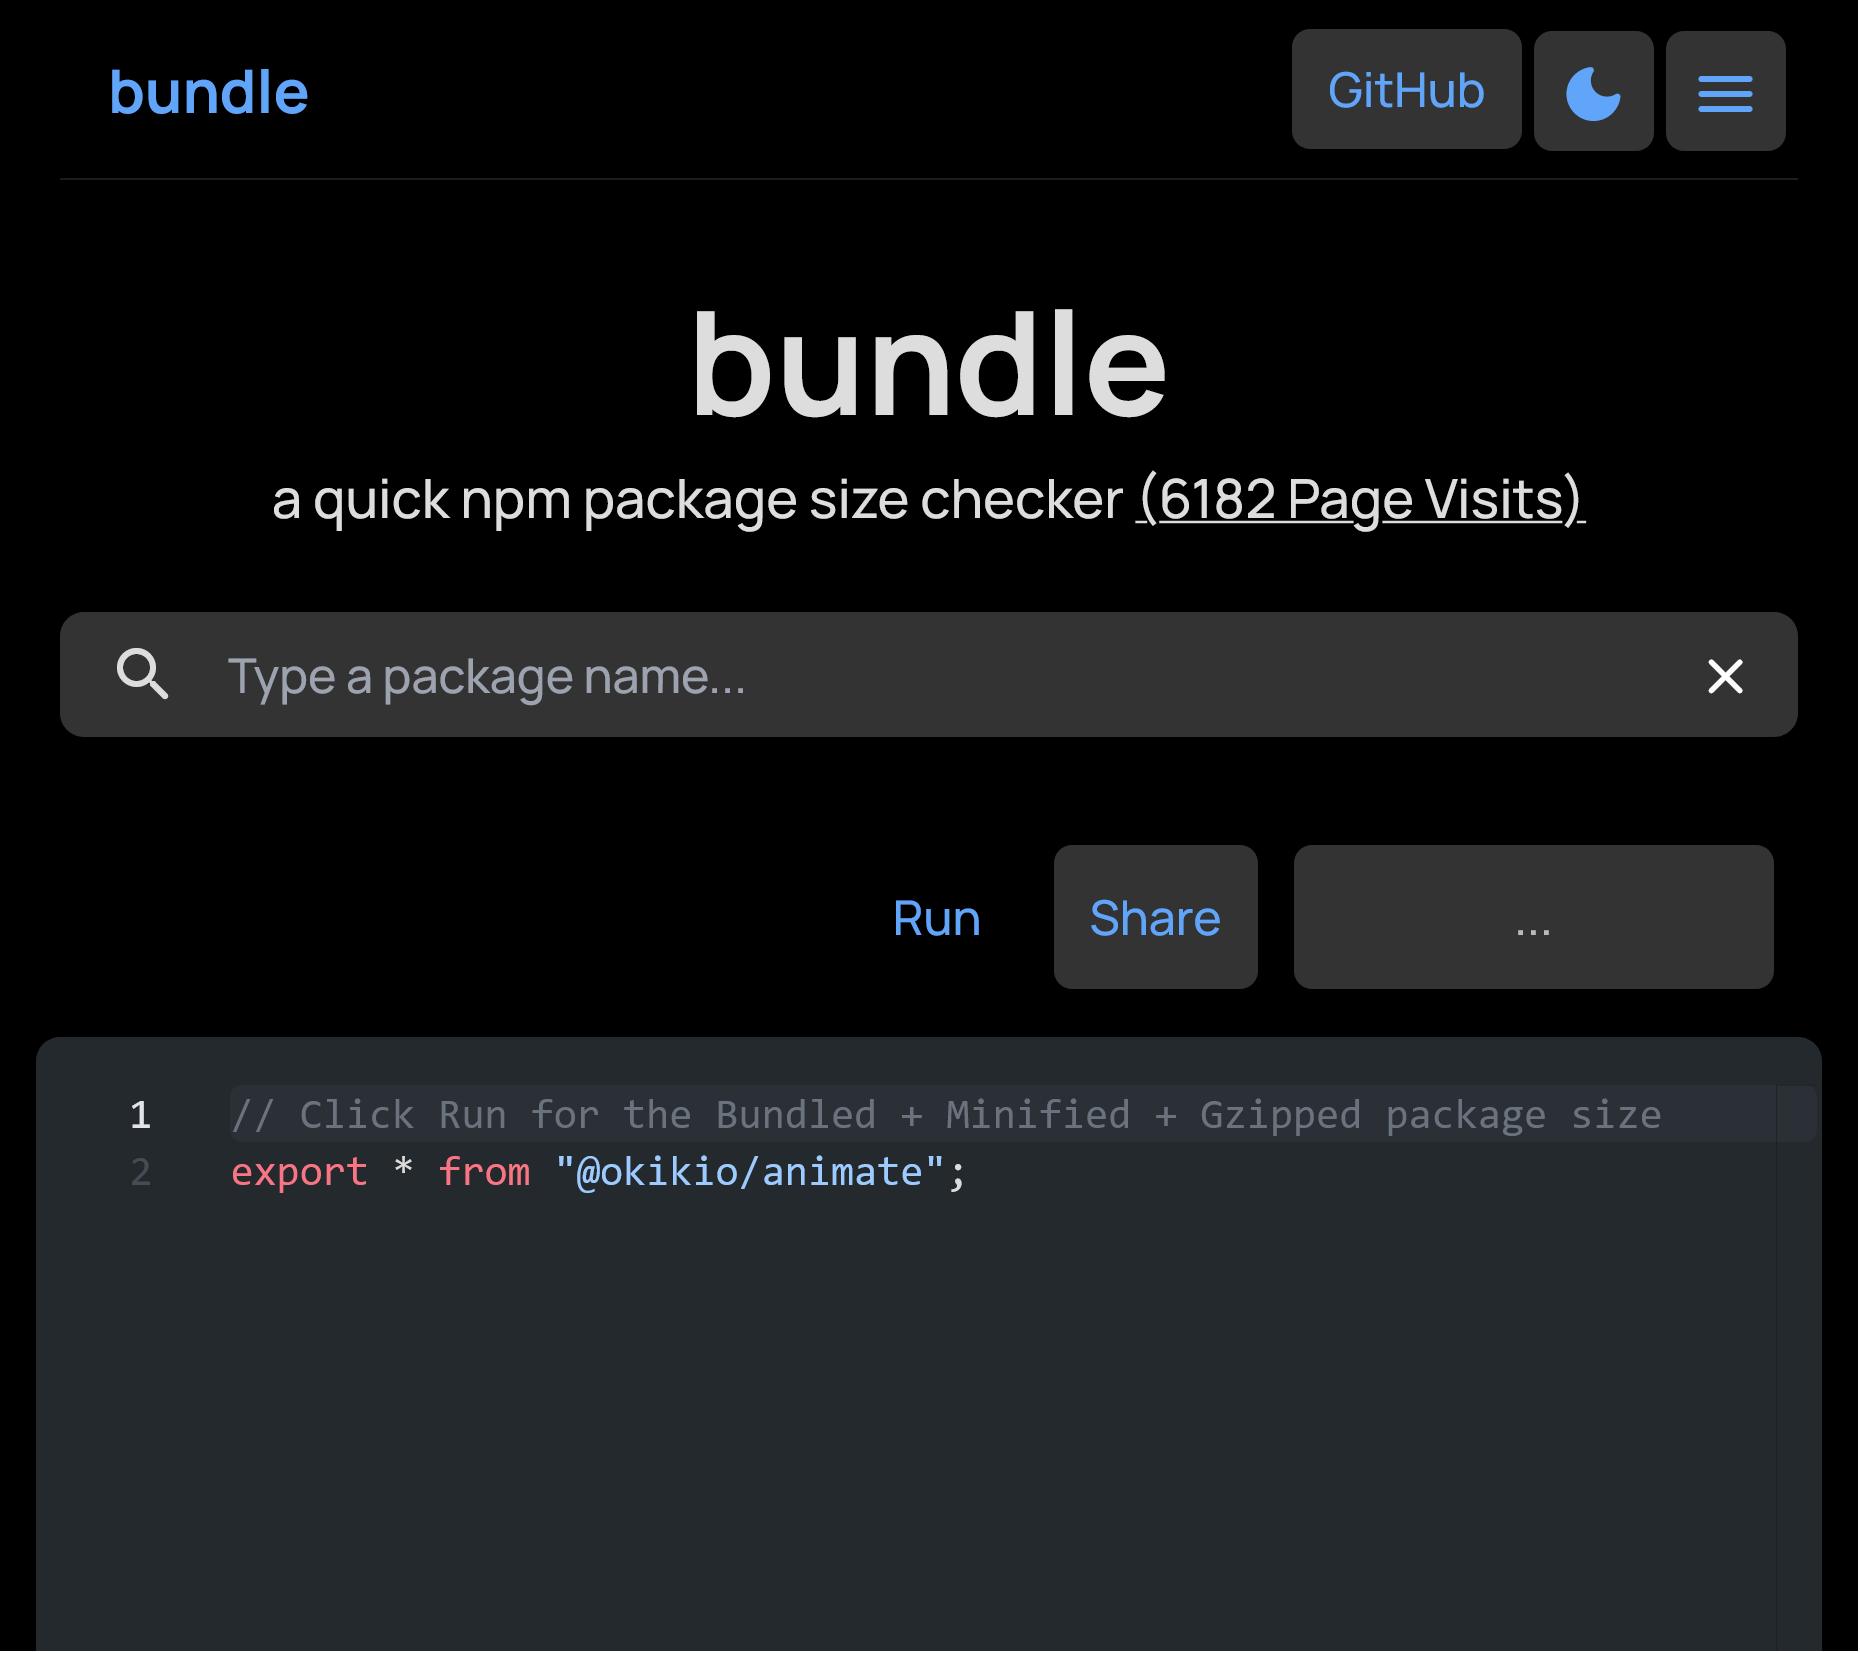 bundle
GitHub
bundle
a quick npm package size checker (6182 Page Visits)
Type a package name...
Run
Share
...
1 // Click Run for the Bundled + Minified + Gzipped package size
2 export * from "@okikio/animate";